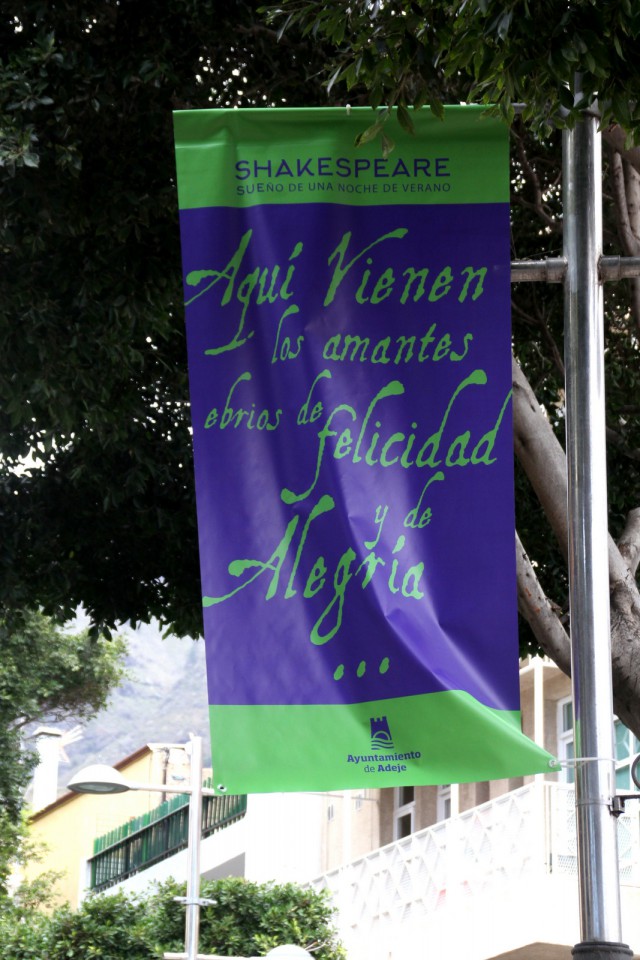 SHAKESPEARE
SUEÑO DE UNA NOCHE DE VERANO
Aquí Vienen
los amantes
ebrios de
felicidad
y de
Alegría
...
Ayuntamiento
de Adeje